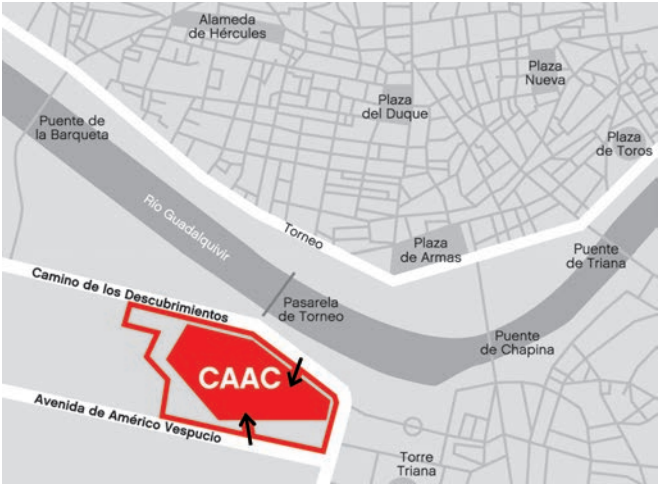 Alameda
de Hércules
Plaza
Nueva
Plaza
del Duque
Puente de
la Barqueta
Plaza
de Toros
Río Guadalquivir
Torneo
Plaza
de Armas
Puente
de Triana
Camino de los Descubrimientos
Pasarela
de Torneo
Puente
de Chapina
CAAC
Avenida de Américo Vespucio
Torre
Triana